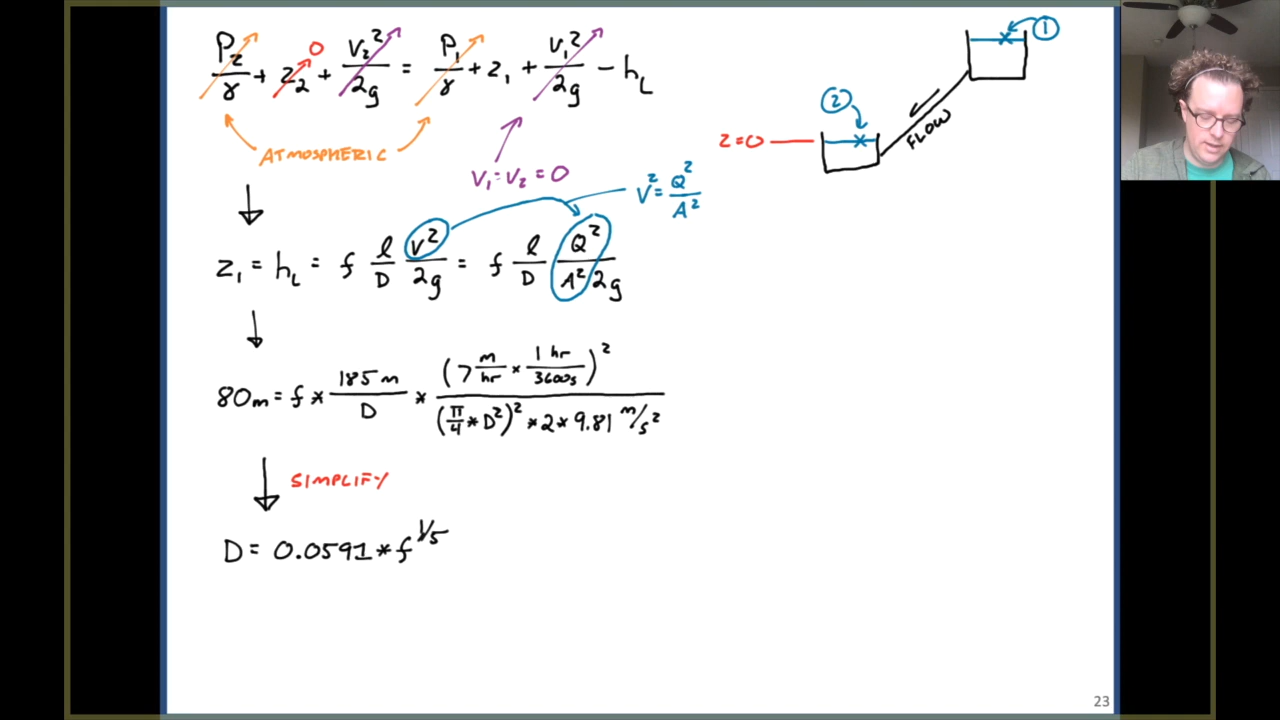 P₂/γ + z₂ + V₂²/2g = P₁/γ + z₁ + V₁²/2g − h_L
0
①
②
FLOW
z=0
ATMOSPHERIC
V₁=V₂=0
V²=Q²/A²
z₁ = h_L = f l/D V²/2g = f l/D Q²/A²2g
80m = f * 185m/D * (7 m/hr * 1 hr/3600s)²/((π/4 * D²)² * 2 * 9.81 m/s²)
SIMPLIFY
D = 0.0591 * f^1/5
23